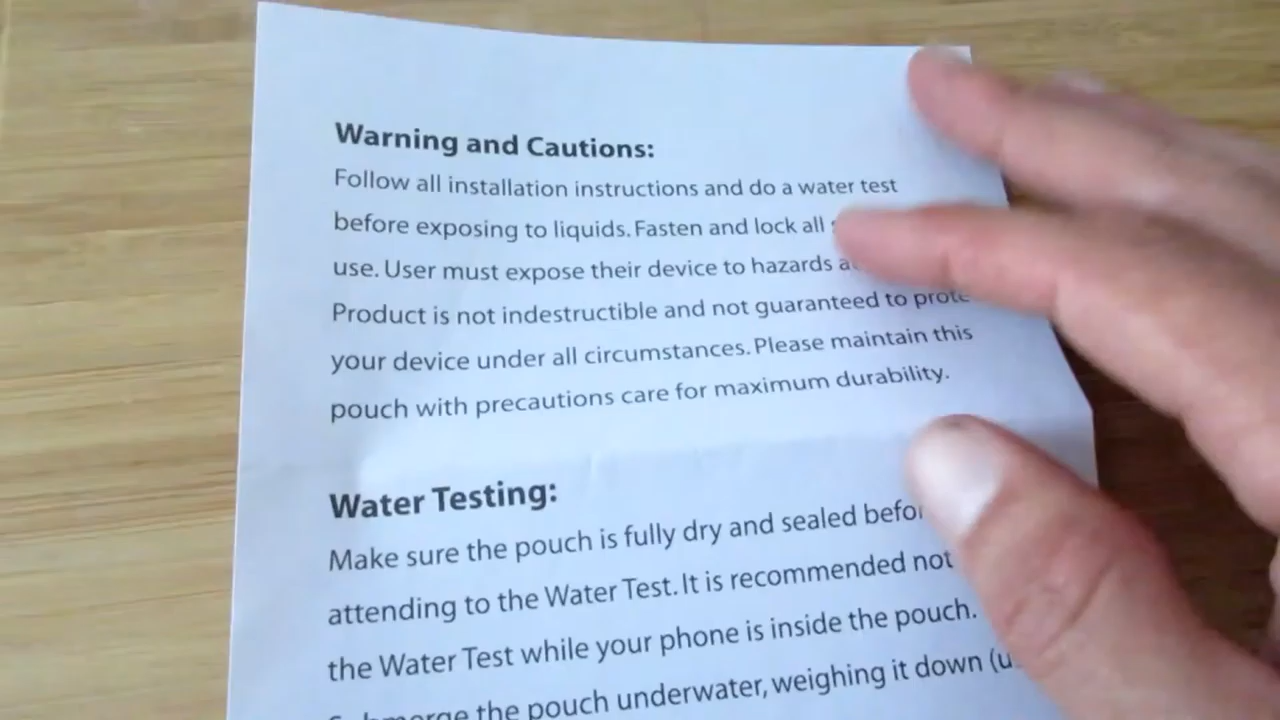 Warning and Cautions:
Follow all installation instructions and do a water test
before exposing to liquids. Fasten and lock all
use. User must expose their device to hazards
Product is not indestructible and not guaranteed to
your device under all circumstances. Please maintain this
pouch with precautions care for maximum durability.
Water Testing:
Make sure the pouch is fully dry and sealed
attending to the Water Test. It is recommended not
the Water Test while your phone is inside the pouch.
Submerge the pouch underwater, weighing it down